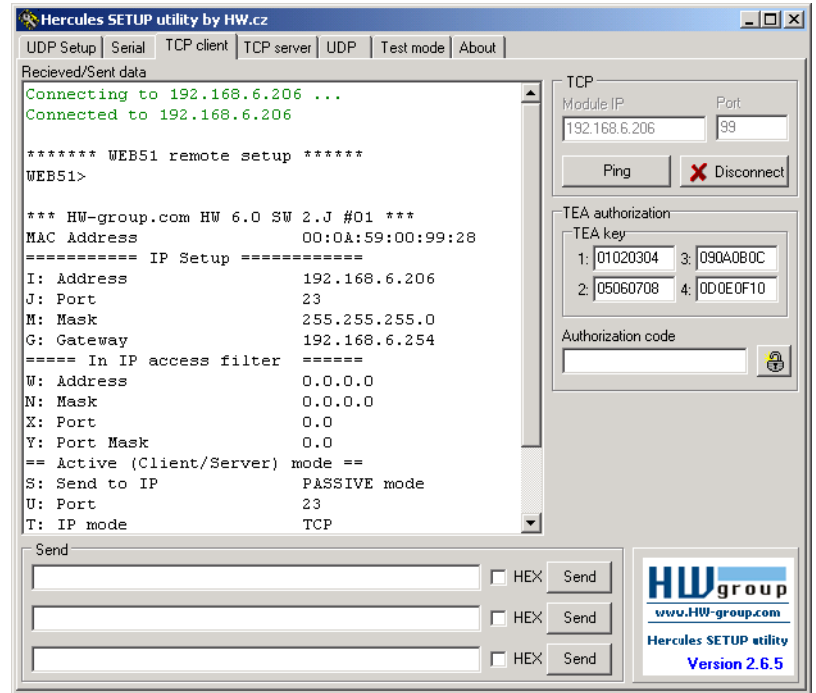 Hercules SETUP utility by HW.cz
UDP Setup Serial TCP client TCP server UDP Test mode About
Recieved/Sent data
Connecting to 192.168.6.206 ...
Connected to 192.168.6.206
******* WEB51 remote setup ******
WEB51>
*** HW-group.com HW 6.0 SW 2.J #01 ***
MAC Address 00:0A:59:00:99:28
=========== IP Setup ============
I: Address 192.168.6.206
J: Port 23
M: Mask 255.255.255.0
G: Gateway 192.168.6.254
===== In IP access filter ======
W: Address 0.0.0.0
N: Mask 0.0.0.0
X: Port 0.0
Y: Port Mask 0.0
== Active (Client/Server) mode ==
S: Send to IP PASSIVE mode
U: Port 23
T: IP mode TCP
TCP
Module IP Port
192.168.6.206 99
Ping Disconnect
TEA authorization
TEA key
1: 01020304 3: 090A0B0C
2: 05060708 4: 0D0E0F10
Authorization code
Send
HEX Send
HEX Send
HEX Send
HWgroup
www.HW-group.com
Hercules SETUP utility
Version 2.6.5